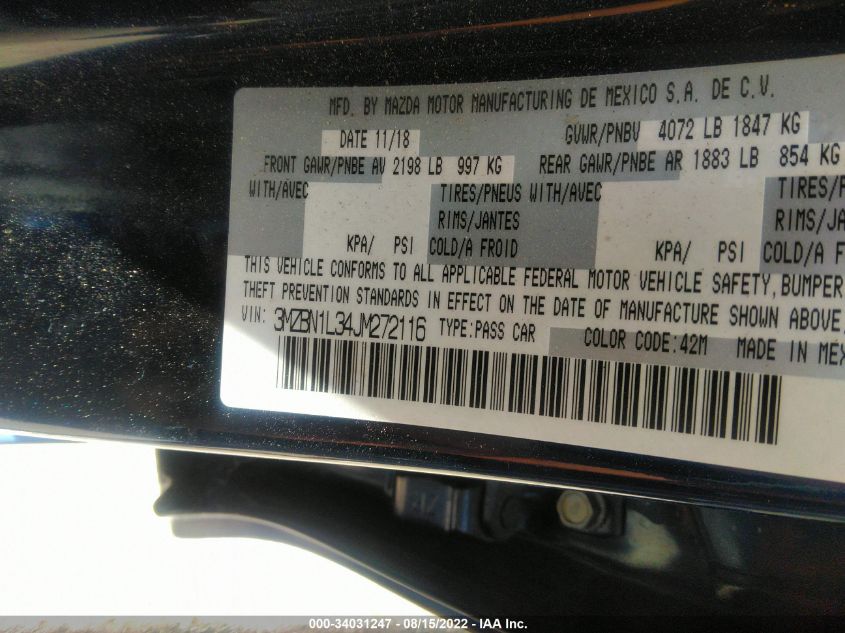 MFD. BY MAZDA MOTOR MANUFACTURING DE MEXICO S.A. DE C.V.
DATE 11/18 GVWR/PNBV 4072 LB 1847 KG
FRONT GAWR/PNBE AV 2198 LB 997 KG REAR GAWR/PNBE AR 1883 LB 854 KG
WITH/AVEC TIRES/PNEUS WITH/AVEC TIRES/P
RIMS/JANTES RIMS/JA
KPA/ PSI COLD/A FROID KPA/ PSI COLD/A F
THIS VEHICLE CONFORMS TO ALL APPLICABLE FEDERAL MOTOR VEHICLE SAFETY, BUMPER
THEFT PREVENTION STANDARDS IN EFFECT ON THE DATE OF MANUFACTURE SHOWN ABOVE.
VIN: 3MZBN1L34JM272116 TYPE:PASS CAR COLOR CODE:42M MADE IN MEX
000-34031247 - 08/15/2022 - IAA Inc.